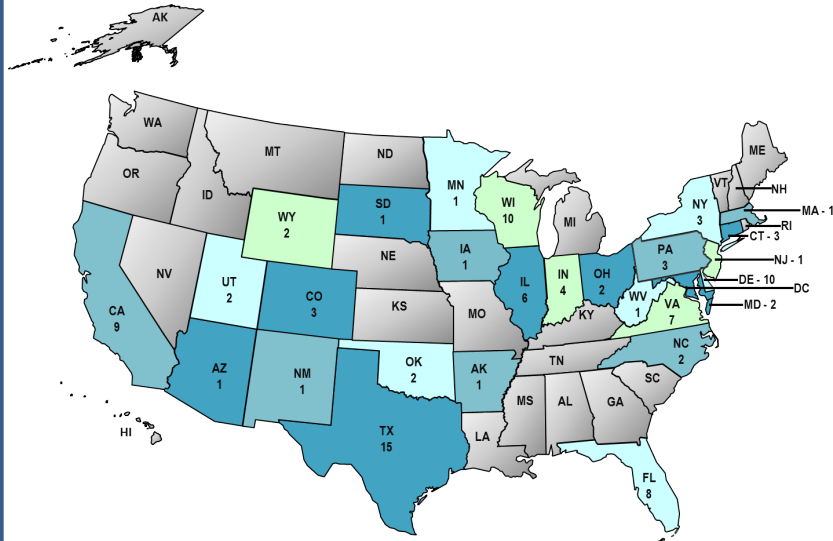 AK
WA
MT
ND
ME
OR
MN
1
VT
NH
ID
SD
1
WI
10
NY
3
MI
MA - 1
WY
2
RI
CT - 3
IA
1
PA
3
NE
NJ - 1
NV
UT
2
IL
6
IN
4
OH
2
DE - 10
DC
CO
3
WV
1
VA
7
MD - 2
CA
9
KS
MO
KY
NC
2
TN
OK
2
AK
1
AZ
1
NM
1
SC
MS
AL
GA
TX
15
LA
HI
FL
8